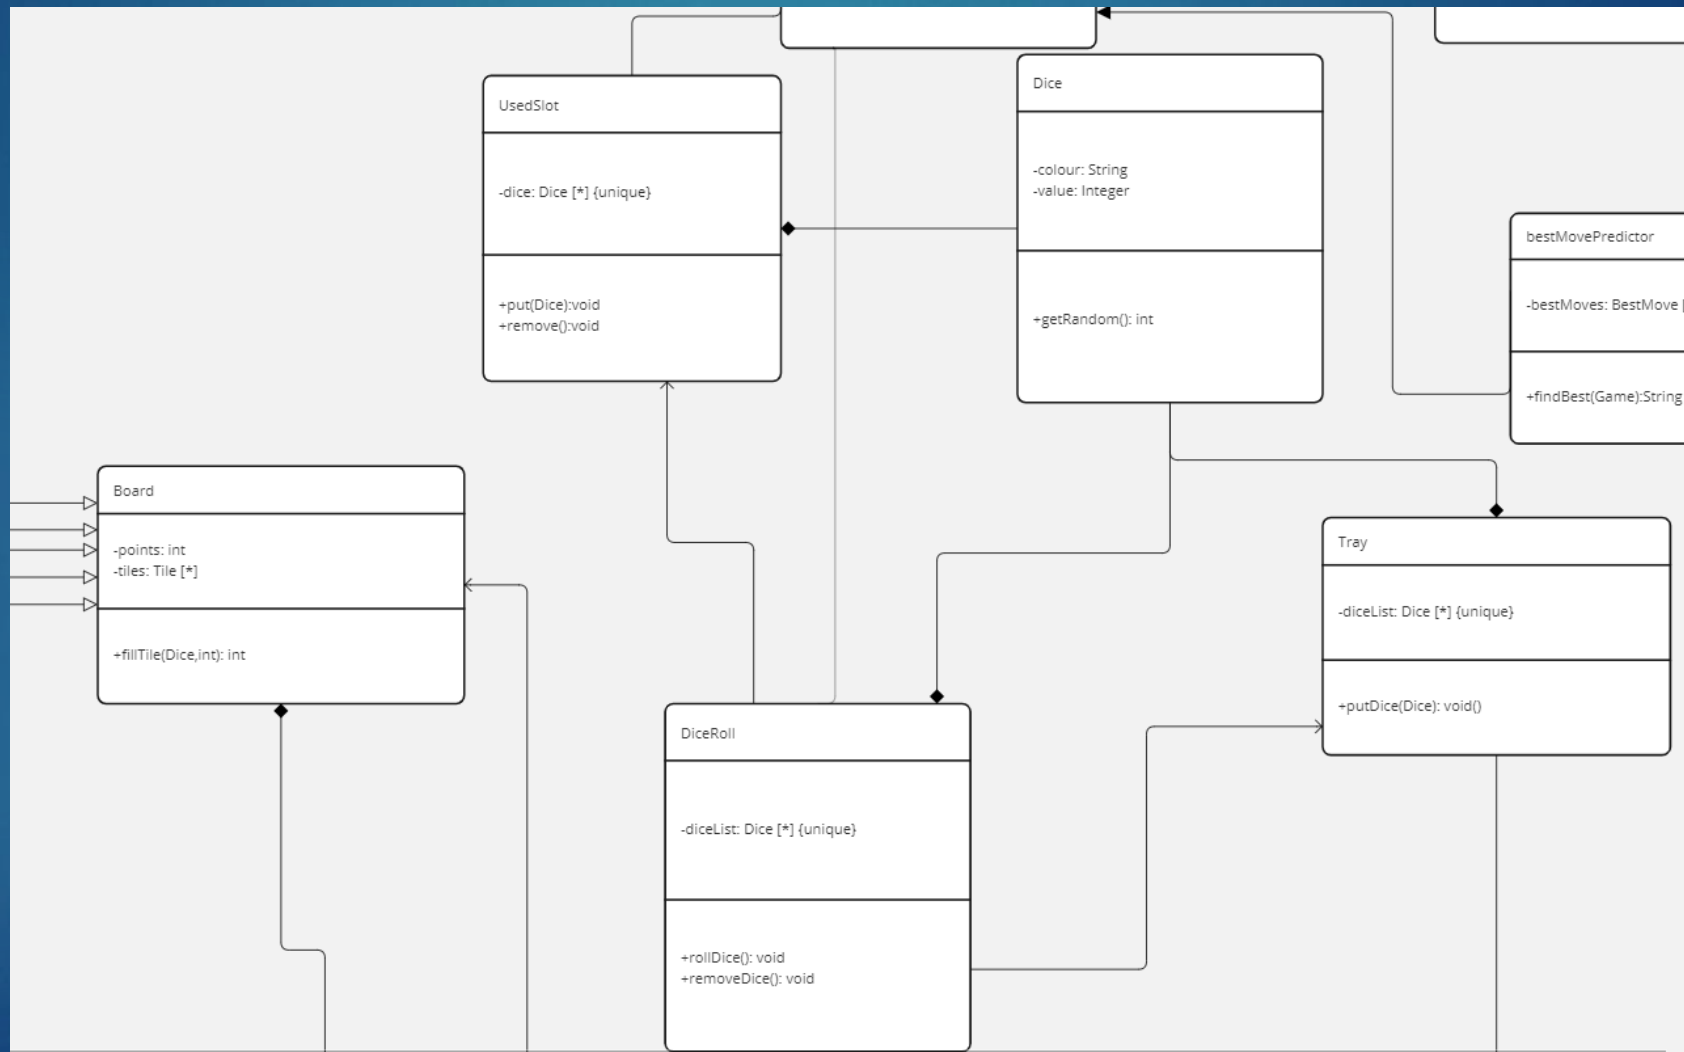 UsedSlot
-dice: Dice [*] {unique}
+put(Dice):void
+remove():void
Dice
-colour: String
-value: Integer
+getRandom(): int
bestMovePredictor
-bestMoves: BestMove [
+findBest(Game):String
Board
-points: int
-tiles: Tile [*]
+fillTile(Dice,int): int
Tray
-diceList: Dice [*] {unique}
+putDice(Dice): void()
DiceRoll
-diceList: Dice [*] {unique}
+rollDice(): void
+removeDice(): void